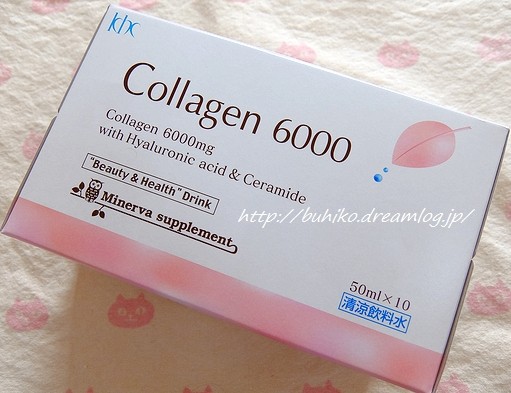 khc
Collagen 6000
Collagen 6000mg
with Hyaluronic acid & Ceramide
"Beauty & Health" Drink
Minerva supplement
http://buhiko.dreamlog.jp/
50ml×10
清涼飲料水